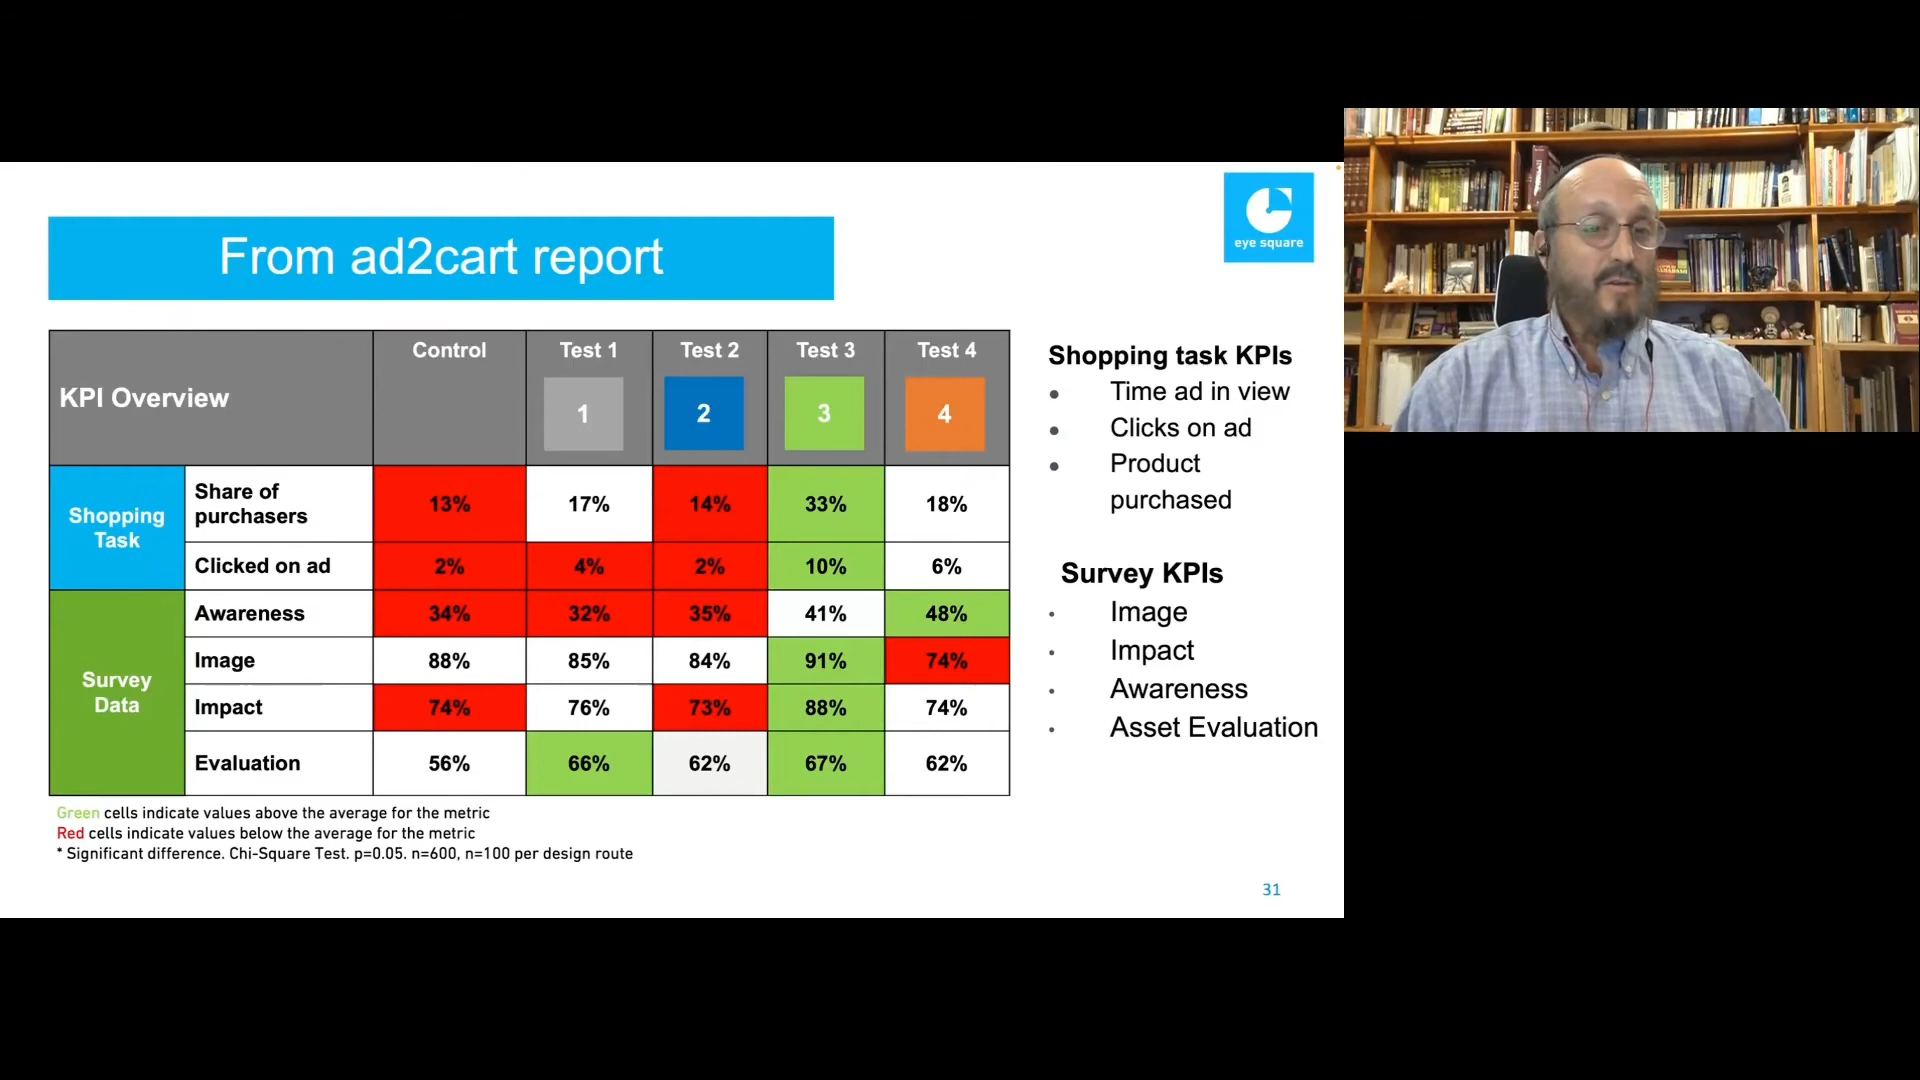 eye square
From ad2cart report
KPI Overview
Control
Test 1
Test 2
Test 3
Test 4
1
2
3
4
Shopping
Task
Share of
purchasers
13%
17%
14%
33%
18%
Clicked on ad
2%
4%
2%
10%
6%
Survey
Data
Awareness
34%
32%
35%
41%
48%
Image
88%
85%
84%
91%
74%
Impact
74%
76%
73%
88%
74%
Evaluation
56%
66%
62%
67%
62%
Green cells indicate values above the average for the metric
Red cells indicate values below the average for the metric
* Significant difference. Chi-Square Test. p=0.05. n=600, n=100 per design route
Shopping task KPIs
• Time ad in view
• Clicks on ad
• Product
purchased
Survey KPIs
• Image
• Impact
• Awareness
• Asset Evaluation
31